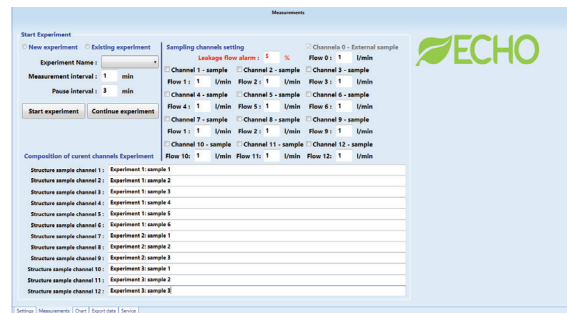 Measurements
Start Experiment
New experiment Existing experiment
Experiment Name :
Measurement interval : 1 min
Pause interval : 3 min
Start experiment Continue experiment
Sampling channels setting
Channela 0 - External sample
Leakage flow alarm : 5 %
Flow 0 : 1 l/min
Channel 1 - sample Channel 2 - sample Channel 3 - sample
Flow 1 : 1 l/min Flow 2 : 1 l/min Flow 3 : 1 l/min
Channel 4 - sample Channel 5 - sample Channel 6 - sample
Flow 4 : 1 l/min Flow 5 : 1 l/min Flow 6 : 1 l/min
Channel 7 - sample Channel 8 - sample Channel 9 - sample
Flow 1 : 1 l/min Flow 2 : 1 l/min Flow 9 : 1 l/min
Channel 10 - sample Channel 11 - sample Channel 12 - sample
Flow 10: 1 l/min Flow 11: 1 l/min Flow 12: 1 l/min
ECHO
Composition of curent channels Experiment
Structure sample channel 1 : Experiment 1: sample 1
Structure sample channel 2 : Experiment 1: sample 2
Structure sample channel 3 : Experiment 1: sample 3
Structure sample channel 4 : Experiment 1: sample 4
Structure sample channel 5 : Experiment 1: sample 5
Structure sample channel 6 : Experiment 1: sample 6
Structure sample channel 7 : Experiment 2: sample 1
Structure sample channel 8 : Experiment 2: sample 2
Structure sample channel 9 : Experiment 2: sample 3
Structure sample channel 10 : Experiment 3: sample 1
Structure sample channel 11 : Experiment 3: sample 2
Structure sample channel 12 : Experiment 3: sample 3
Settings Measurements Chart Export data Service